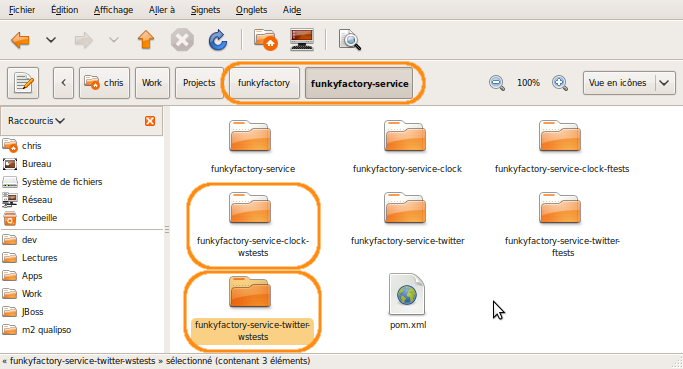 Fichier Édition Affichage Aller à Signets Onglets Aide
chris Work Projects funkyfactory funkyfactory-service 100% Vue en icônes
Raccourcis
chris
Bureau
Système de fichiers
Réseau
Corbeille
dev
Lectures
Apps
Work
JBoss
m2 qualipso
funkyfactory-service funkyfactory-service-clock funkyfactory-service-clock-ftests
funkyfactory-service-clock-
wstests
funkyfactory-service-twitter
funkyfactory-service-twitter-
ftests
funkyfactory-service-twitter-
wstests
pom.xml
« funkyfactory-service-twitter-wstests » sélectionné (contenant 3 éléments)